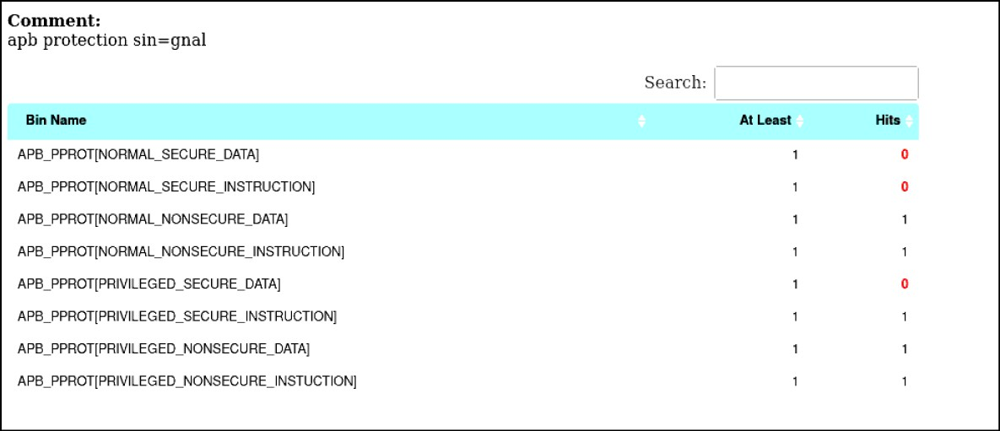 Comment:
apb protection sin=gnal
Search:
Bin Name At Least Hits
APB_PPROT[NORMAL_SECURE_DATA] 1 0
APB_PPROT[NORMAL_SECURE_INSTRUCTION] 1 0
APB_PPROT[NORMAL_NONSECURE_DATA] 1 1
APB_PPROT[NORMAL_NONSECURE_INSTRUCTION] 1 1
APB_PPROT[PRIVILEGED_SECURE_DATA] 1 0
APB_PPROT[PRIVILEGED_SECURE_INSTRUCTION] 1 1
APB_PPROT[PRIVILEGED_NONSECURE_DATA] 1 1
APB_PPROT[PRIVILEGED_NONSECURE_INSTUCTION] 1 1